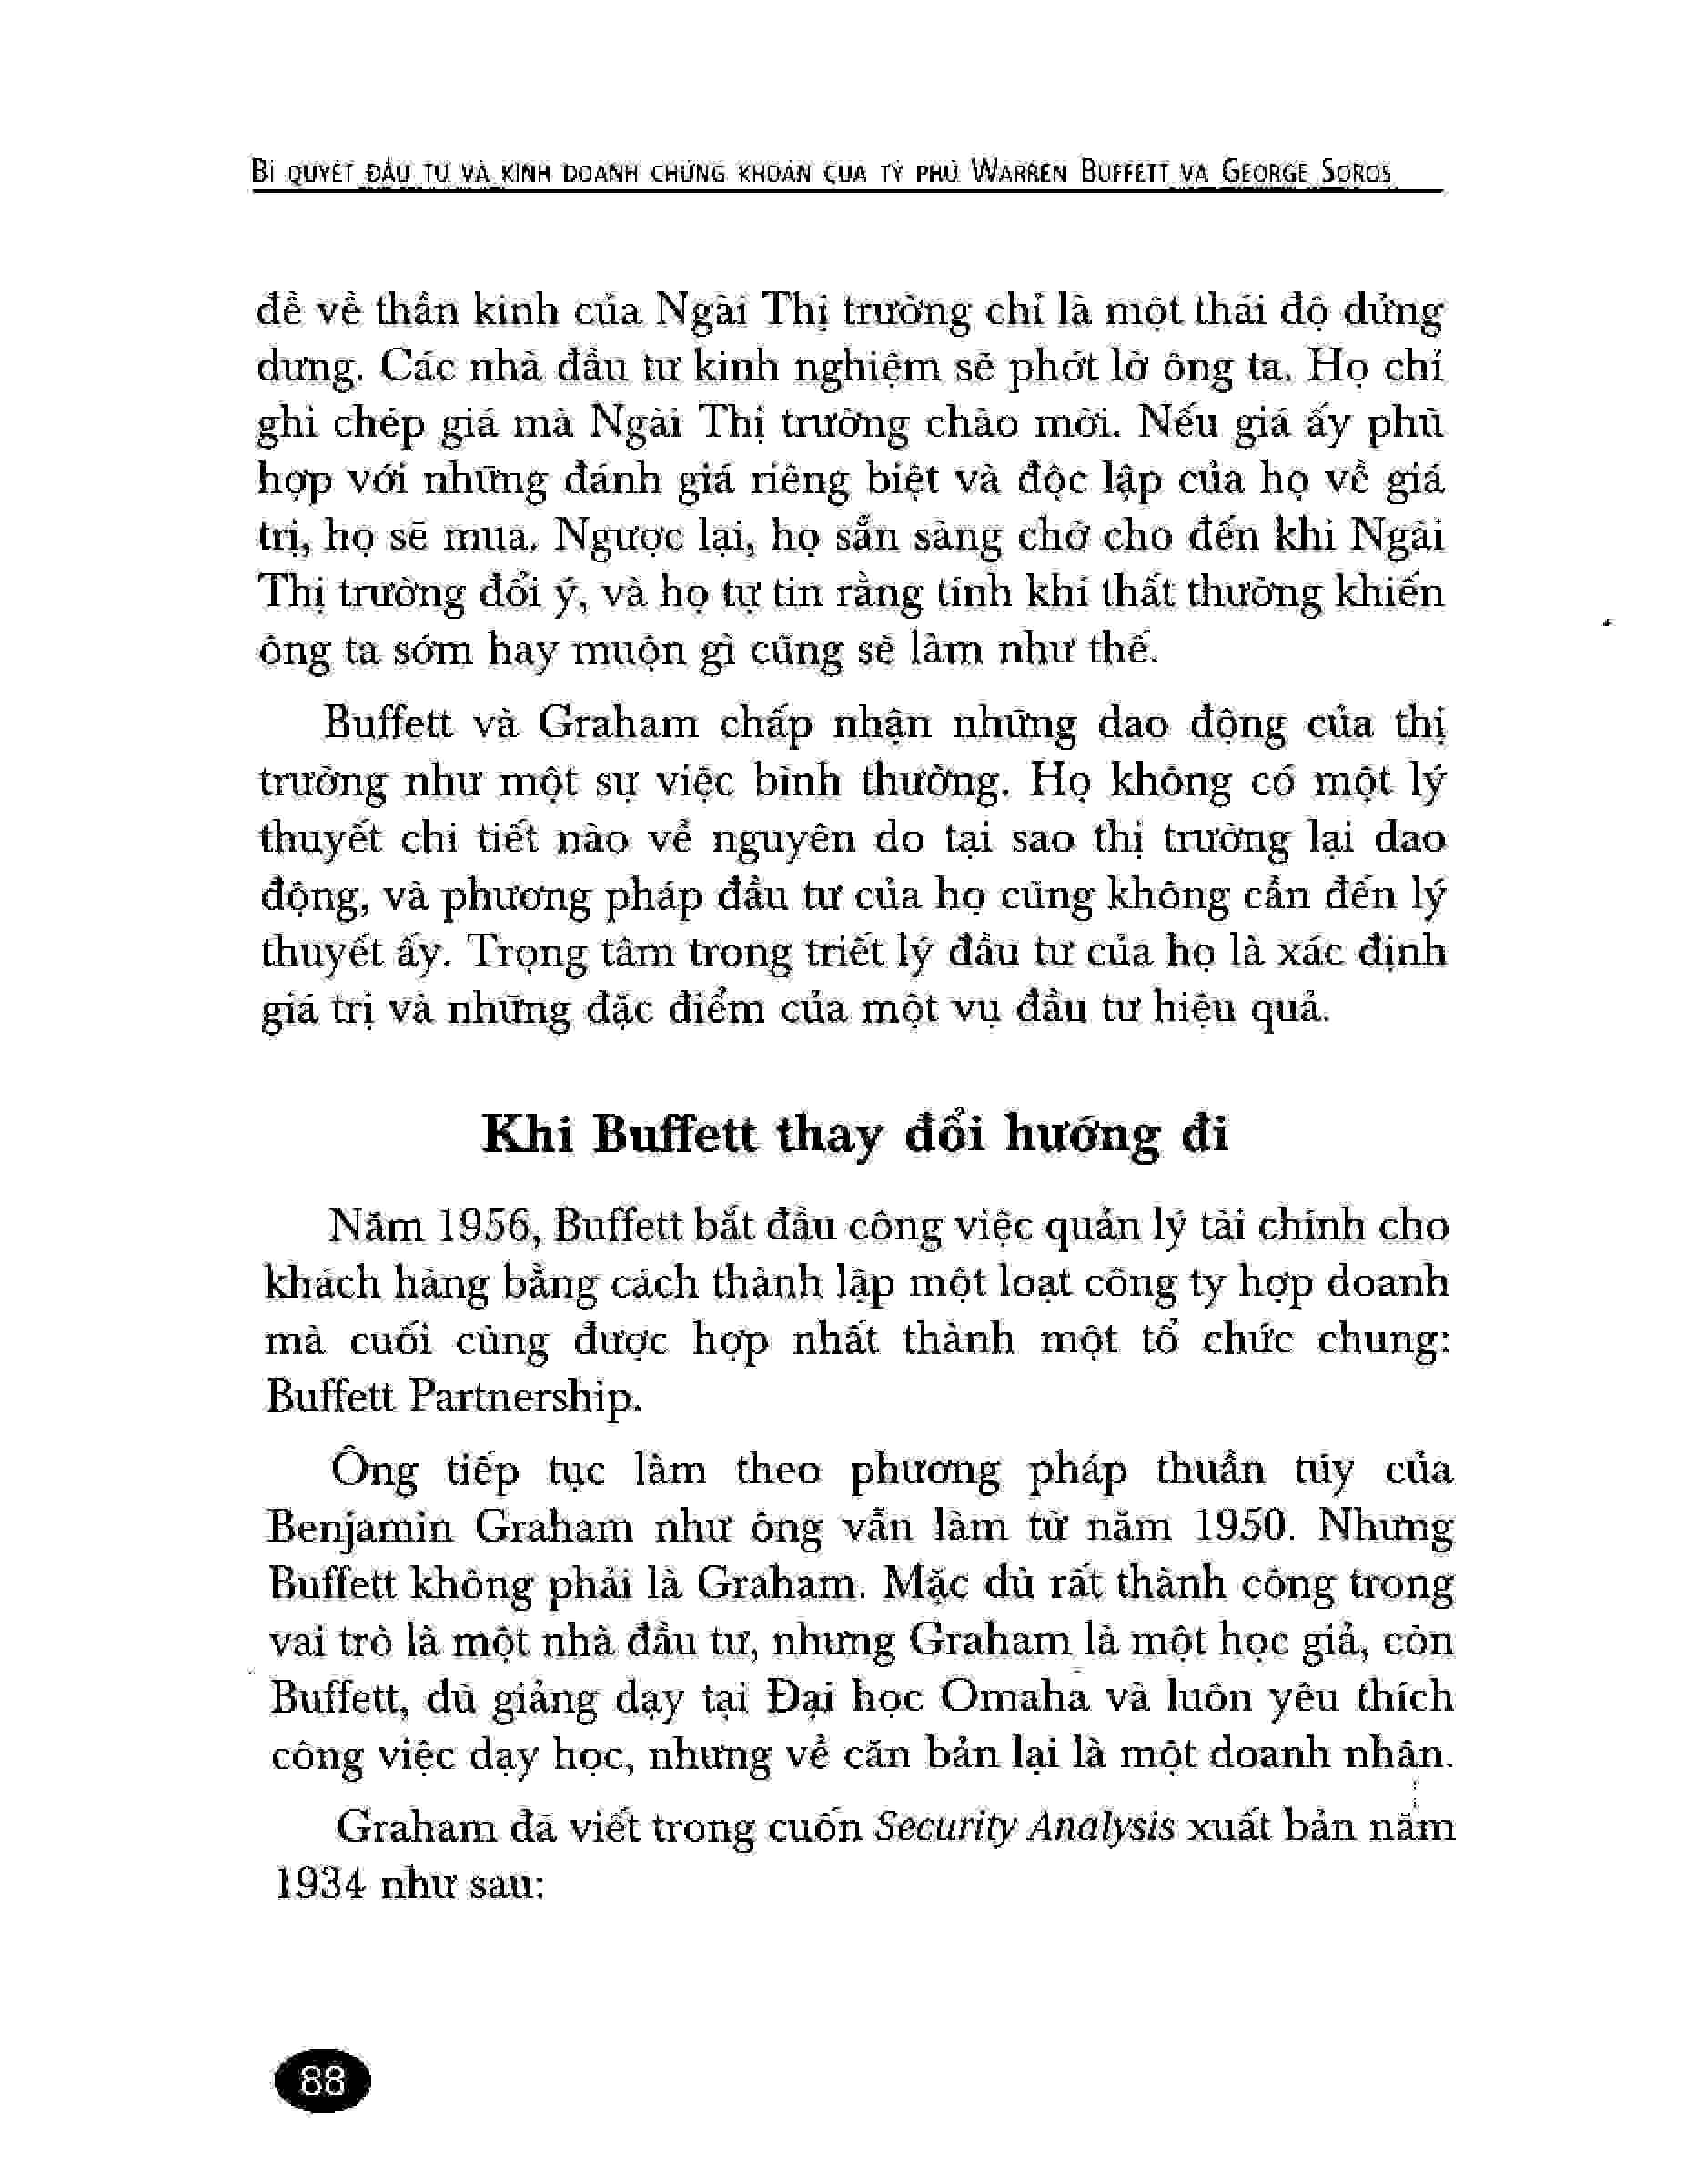 BÍ QUYẾT ĐẦU TƯ VÀ KINH DOANH CHỨNG KHOÁN CỦA TỶ PHÚ WARREN BUFFETT VÀ GEORGE SOROS
đề về thần kinh của Ngài Thị trường chỉ là một thái độ dửng
dưng. Các nhà đầu tư kinh nghiệm sẽ phớt lờ ông ta. Họ chỉ
ghi chép giá mà Ngài Thị trường chào mời. Nếu giá ấy phù
hợp với những đánh giá riêng biệt và độc lập của họ về giá
trị, họ sẽ mua. Ngược lại, họ sẵn sàng chờ cho đến khi Ngài
Thị trường đổi ý, và họ tự tin rằng tính khí thất thường khiến
ông ta sớm hay muộn gì cũng sẽ làm như thế.
Buffett và Graham chấp nhận những dao động của thị
trường như một sự việc bình thường. Họ không có một lý
thuyết chi tiết nào về nguyên do tại sao thị trường lại dao
động, và phương pháp đầu tư của họ cũng không cần đến lý
thuyết ấy. Trọng tâm trong triết lý đầu tư của họ là xác định
giá trị và những đặc điểm của một vụ đầu tư hiệu quả.
Khi Buffett thay đổi hướng đi
Năm 1956, Buffett bắt đầu công việc quản lý tài chính cho
khách hàng bằng cách thành lập một loạt công ty hợp doanh
mà cuối cùng được hợp nhất thành một tổ chức chung:
Buffett Partnership.
Ông tiếp tục làm theo phương pháp thuần túy của
Benjamin Graham như ông vẫn làm từ năm 1950. Nhưng
Buffett không phải là Graham. Mặc dù rất thành công trong
vai trò là một nhà đầu tư, nhưng Graham là một học giả, còn
Buffett, dù giảng dạy tại Đại học Omaha và luôn yêu thích
công việc dạy học, nhưng về căn bản lại là một doanh nhân.
Graham đã viết trong cuốn Security Analysis xuất bản năm
1934 như sau:
88